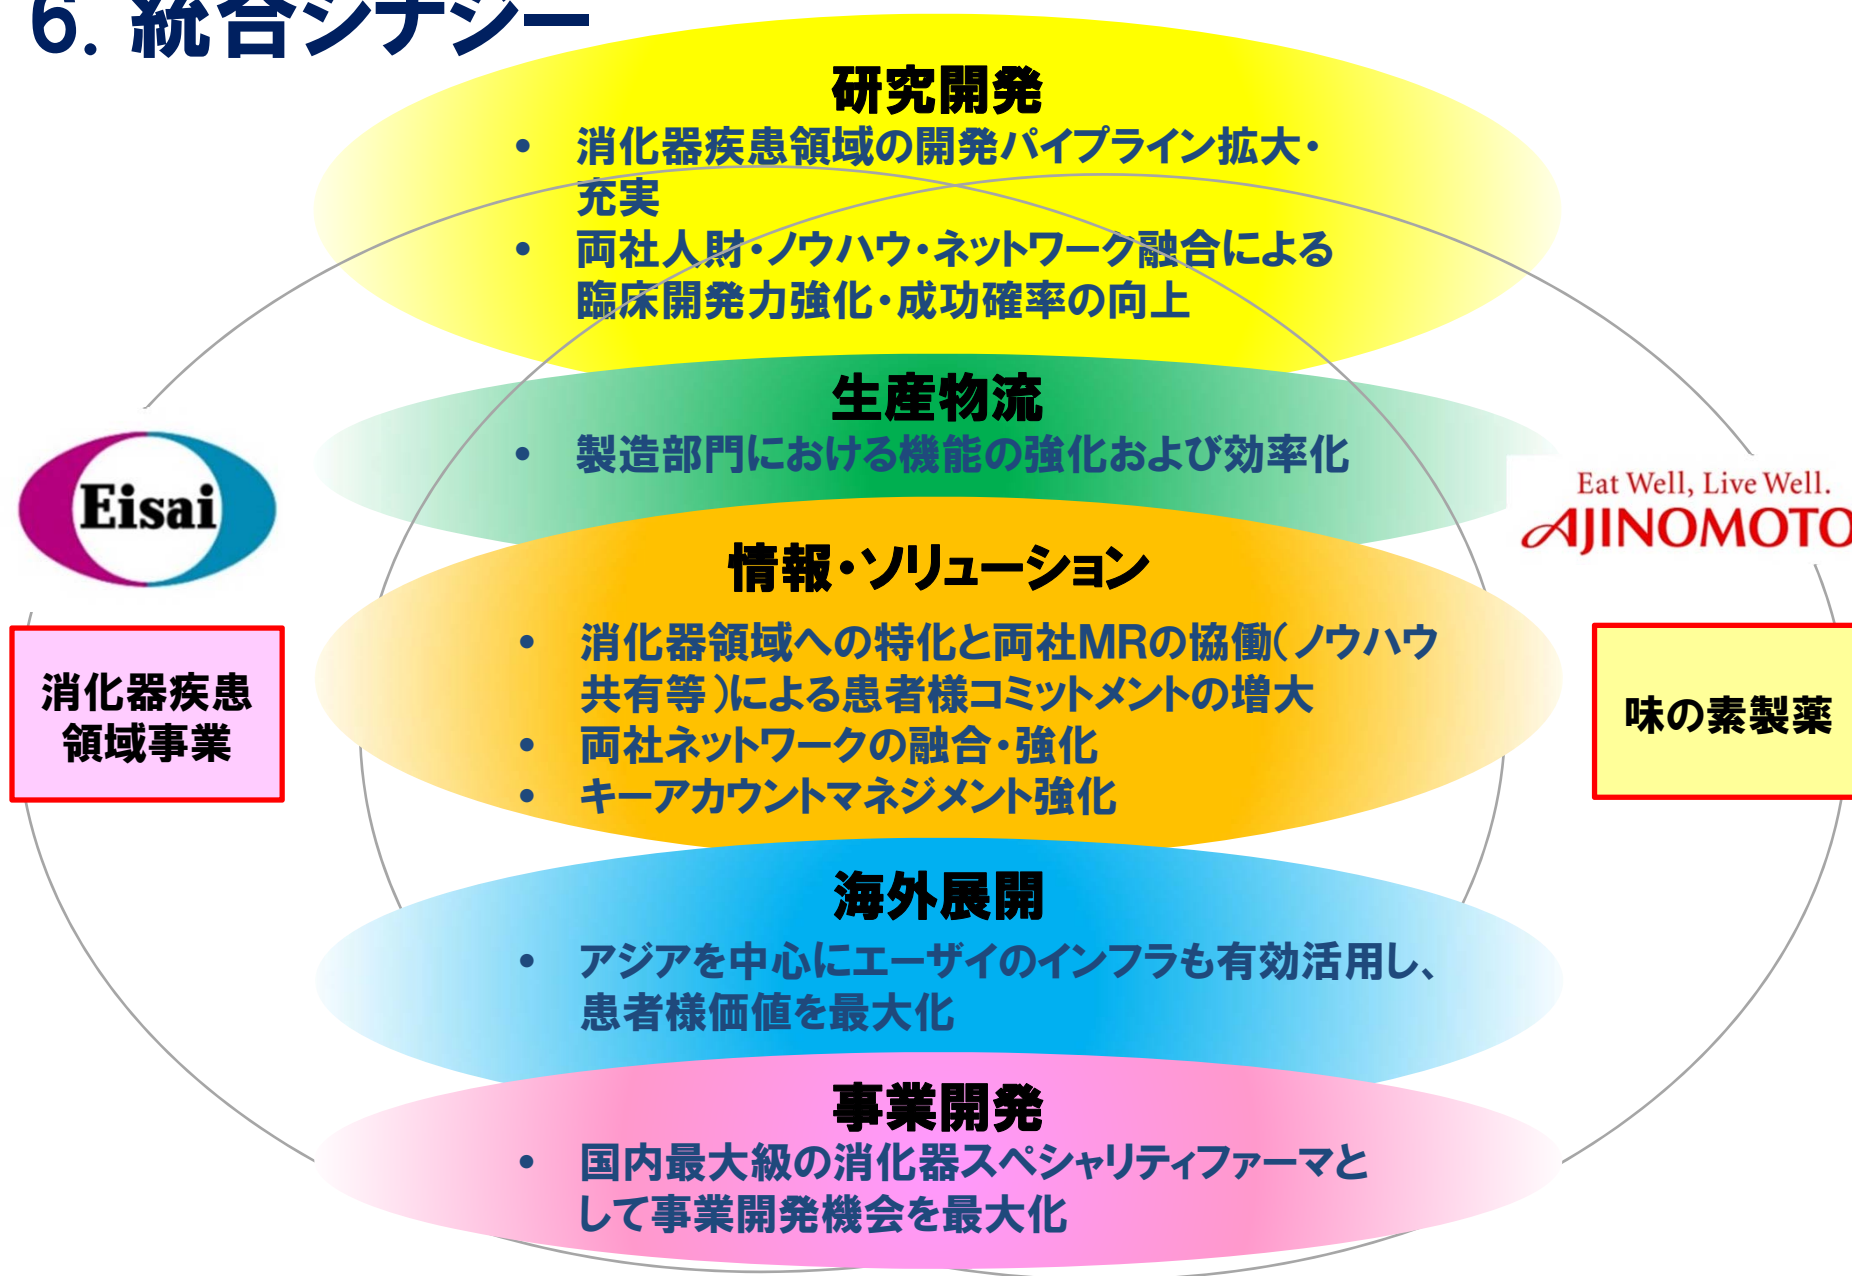 6. 統合シナジー
研究開発
• 消化器疾患領域の開発パイプライン拡大・
充実
• 両社人財・ノウハウ・ネットワーク融合による
臨床開発力強化・成功確率の向上
生産物流
• 製造部門における機能の強化および効率化
Eisai
Eat Well, Live Well.
AJINOMOTO
情報・ソリューション
• 消化器領域への特化と両社MRの協働(ノウハウ
共有等)による患者様コミットメントの増大
• 両社ネットワークの融合・強化
• キーアカウントマネジメント強化
消化器疾患
領域事業
味の素製薬
海外展開
• アジアを中心にエーザイのインフラも有効活用し、
患者様価値を最大化
事業開発
• 国内最大級の消化器スペシャリティファーマと
して事業開発機会を最大化